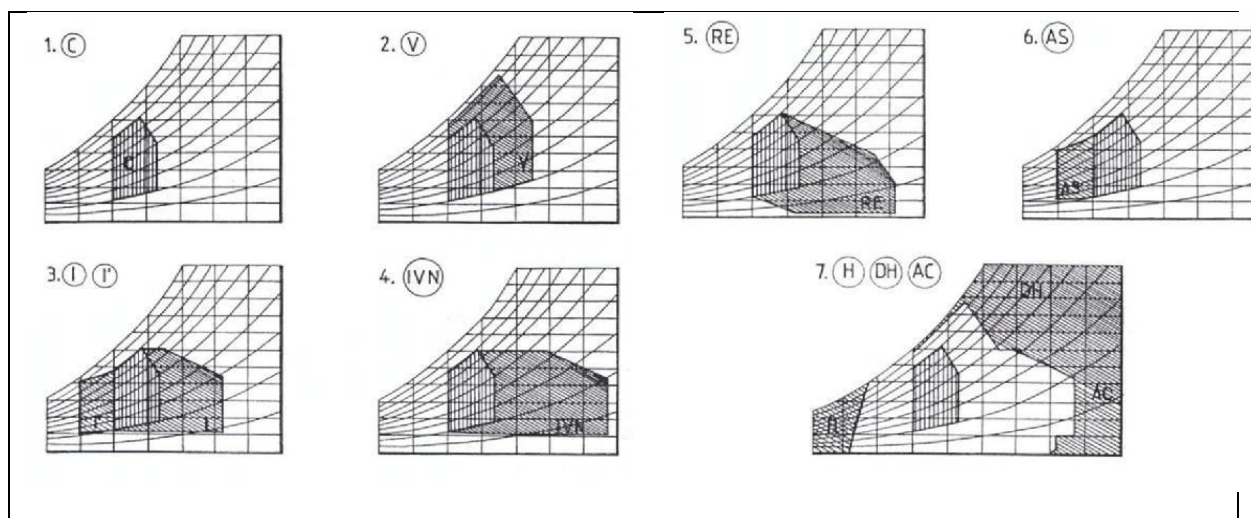 1. C
C
2. V
V
5. RE
RE
6. AS
AS
3. I I'
I'
I
4. IVN
IVN
7. H DH AC
DH
AC